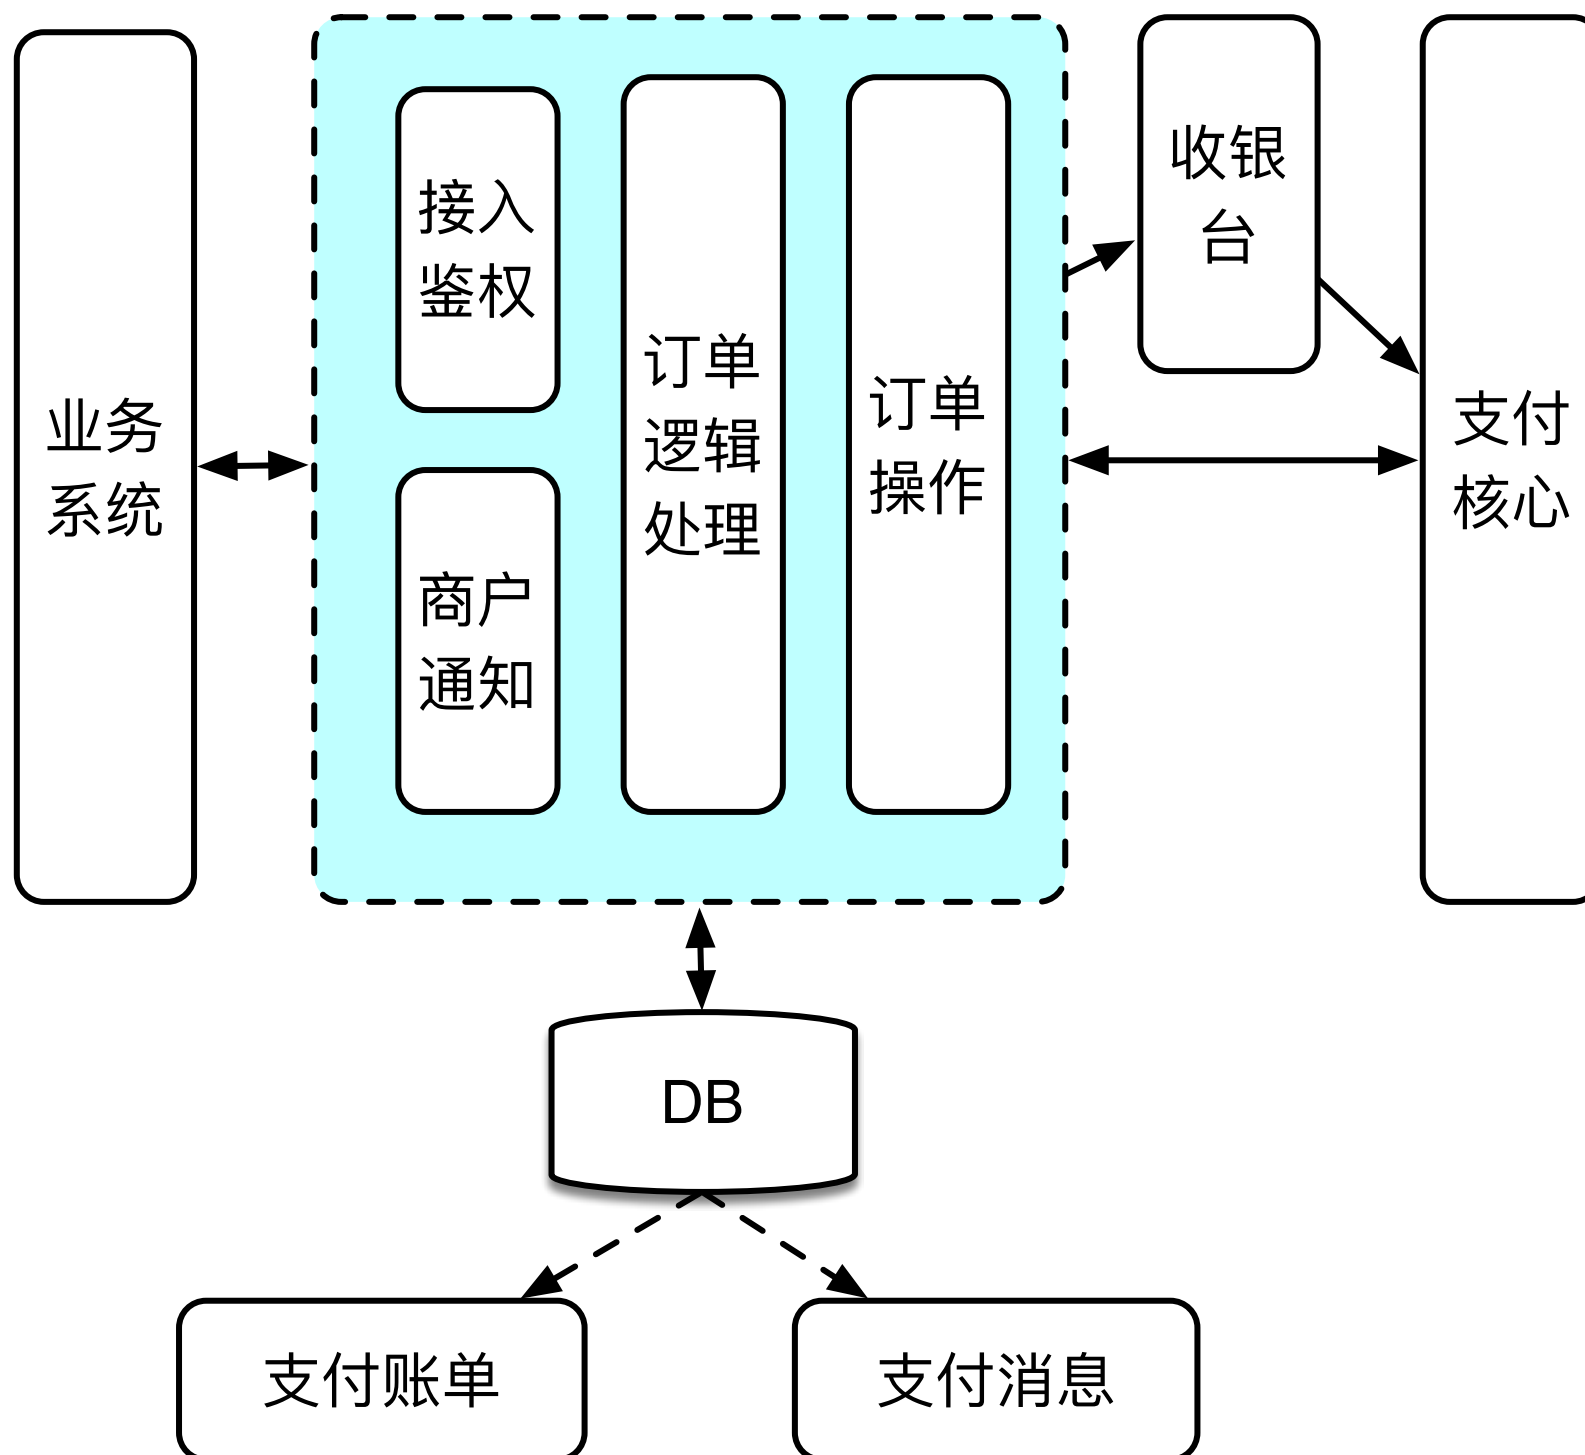 业务
系统
接入
鉴权
商户
通知
订单
逻辑
处理
订单
操作
收银
台
支付
核心
DB
支付账单
支付消息